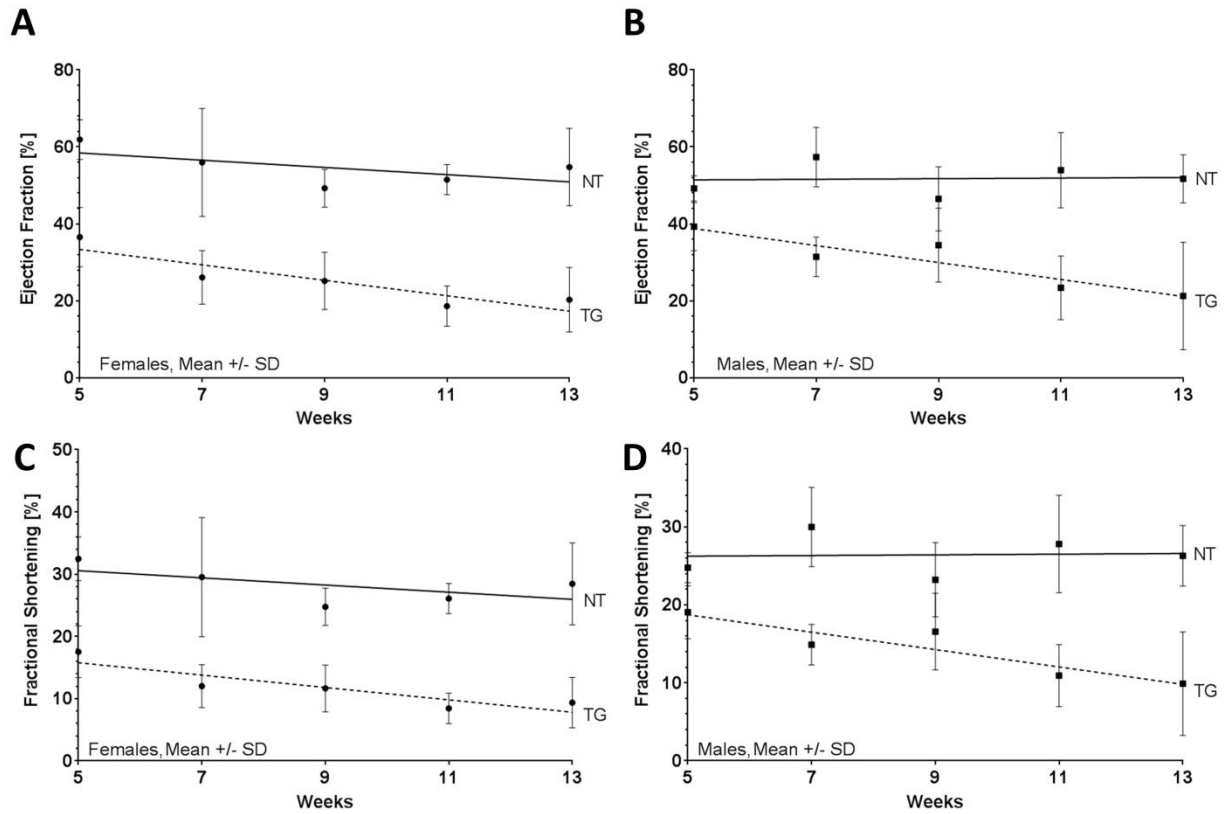 A
Ejection Fraction [%]
80
60
40
20
0
NT
TG
Females, Mean +/- SD
5 7 9 11 13
Weeks
B
Ejection Fraction [%]
80
60
40
20
0
NT
TG
Males, Mean +/- SD
5 7 9 11 13
Weeks
C
Fractional Shortening [%]
50
40
30
20
10
0
NT
TG
Females, Mean +/- SD
5 7 9 11 13
Weeks
D
Fractional Shortening [%]
40
30
20
10
0
NT
TG
Males, Mean +/- SD
5 7 9 11 13
Weeks